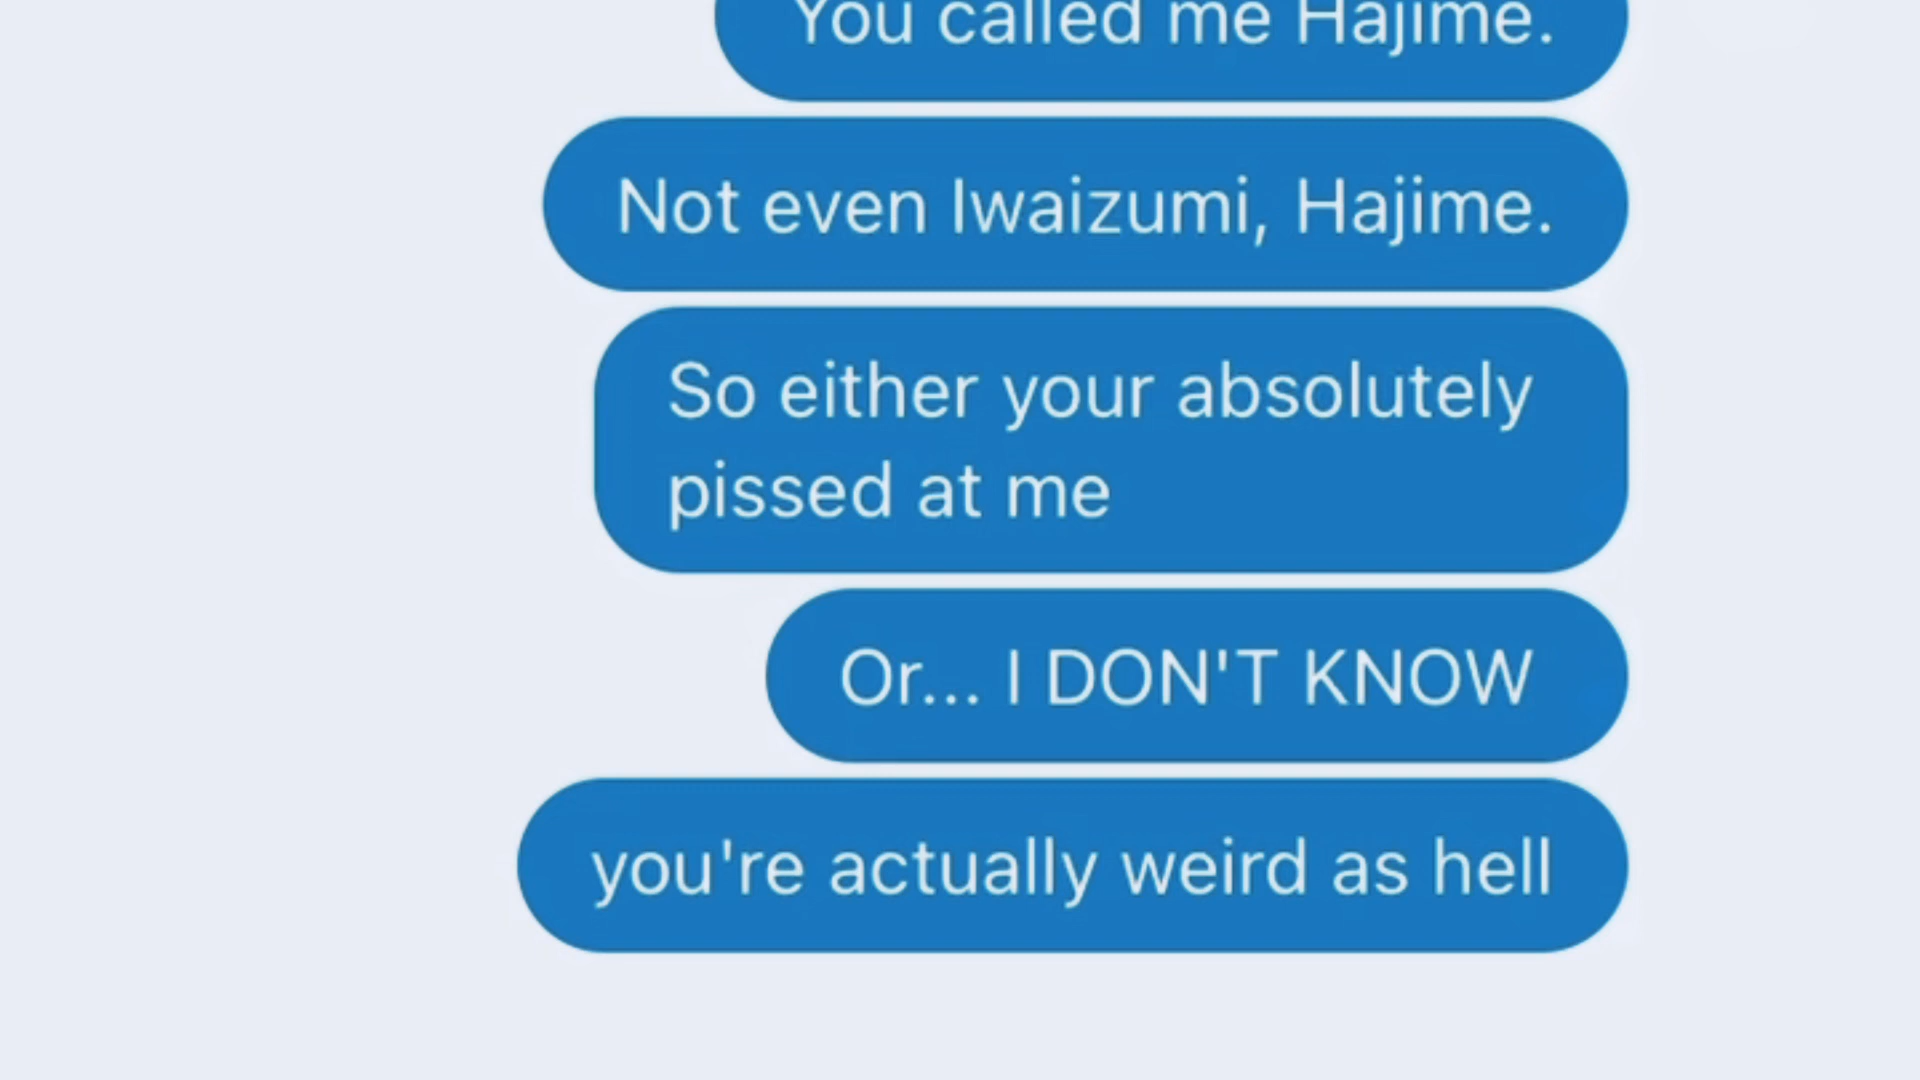 You called me Hajime.
Not even Iwaizumi, Hajime.
So either your absolutely
pissed at me
Or... I DON'T KNOW
you're actually weird as hell